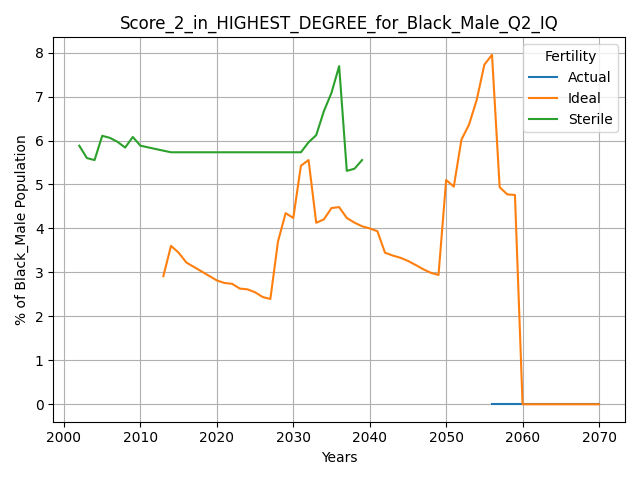 Score_2_in_HIGHEST_DEGREE_for_Black_Male_Q2_IQ
Fertility
Actual
Ideal
Sterile
% of Black_Male Population
8
7
6
5
4
3
2
1
0
2000 2010 2020 2030 2040 2050 2060 2070
Years